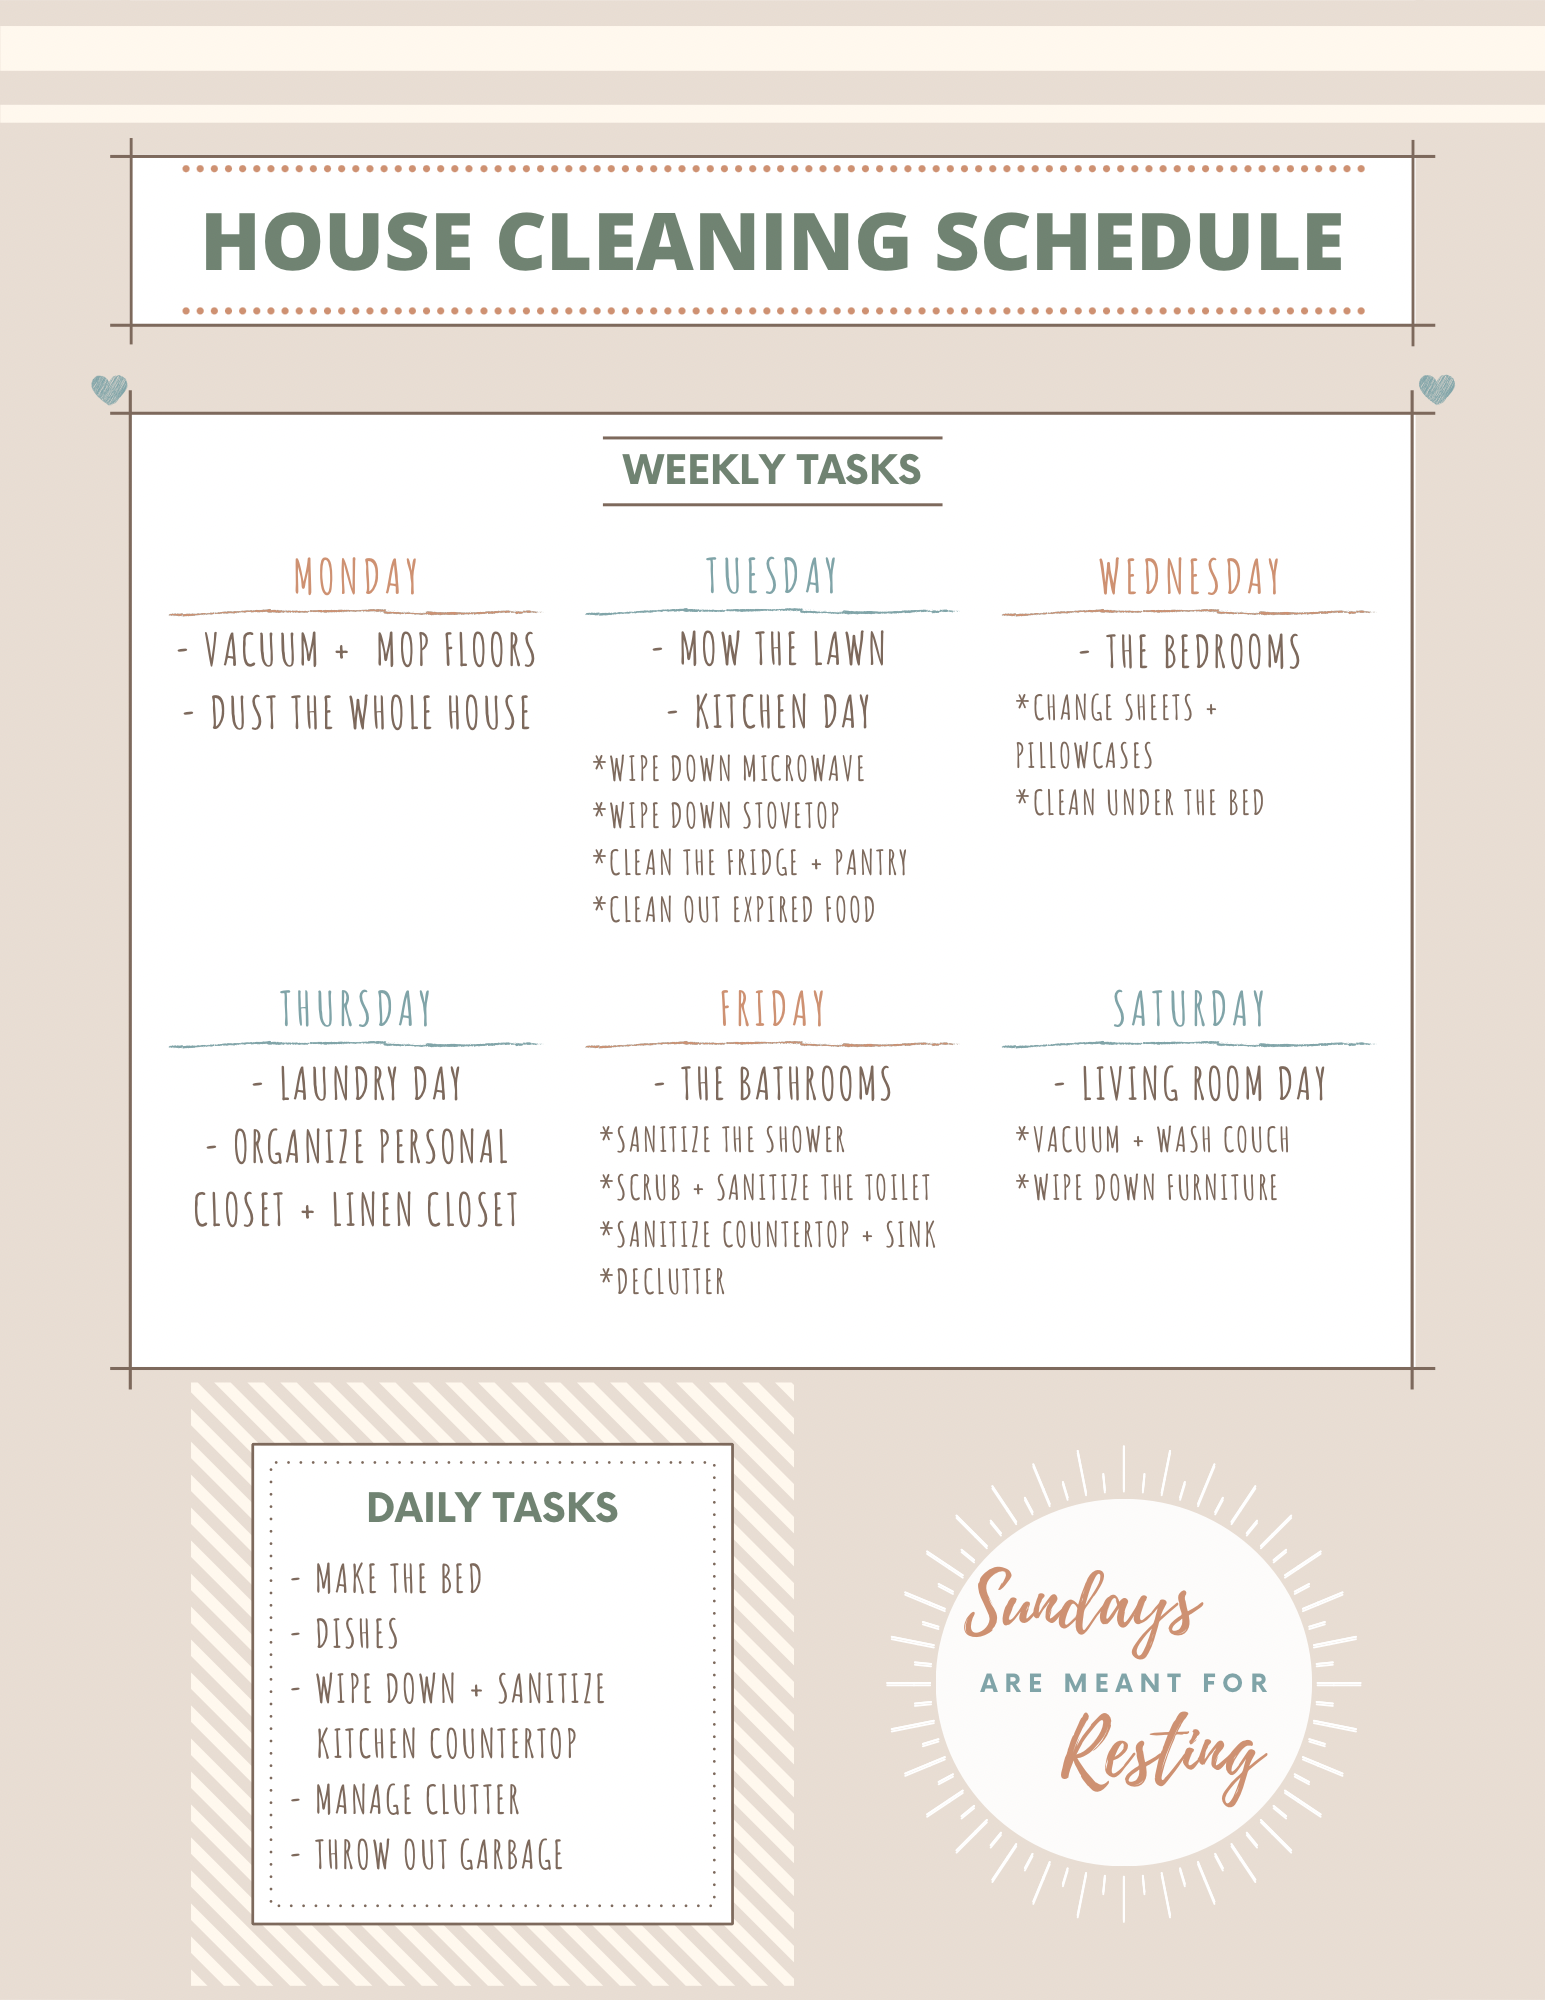 HOUSE CLEANING SCHEDULE
WEEKLY TASKS
MONDAY
- VACUUM + MOP FLOORS
- DUST THE WHOLE HOUSE
TUESDAY
- MOW THE LAWN
- KITCHEN DAY
*WIPE DOWN MICROWAVE
*WIPE DOWN STOVETOP
*CLEAN THE FRIDGE + PANTRY
*CLEAN OUT EXPIRED FOOD
WEDNESDAY
- THE BEDROOMS
*CHANGE SHEETS +
PILLOWCASES
*CLEAN UNDER THE BED
THURSDAY
- LAUNDRY DAY
- ORGANIZE PERSONAL
CLOSET + LINEN CLOSET
FRIDAY
- THE BATHROOMS
*SANITIZE THE SHOWER
*SCRUB + SANITIZE THE TOILET
*SANITIZE COUNTERTOP + SINK
*DECLUTTER
SATURDAY
- LIVING ROOM DAY
*VACUUM + WASH COUCH
*WIPE DOWN FURNITURE
DAILY TASKS
- MAKE THE BED
- DISHES
- WIPE DOWN + SANITIZE
KITCHEN COUNTERTOP
- MANAGE CLUTTER
- THROW OUT GARBAGE
Sundays
ARE MEANT FOR
Resting